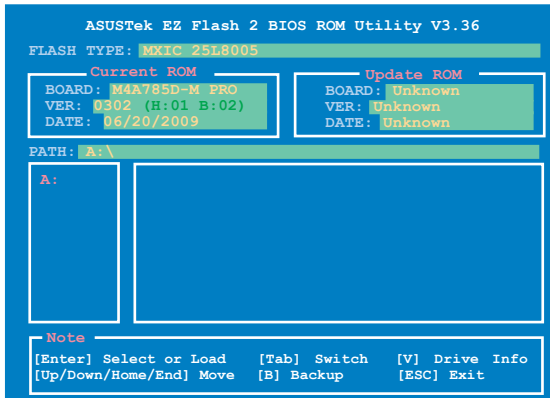 ASUSTek EZ Flash 2 BIOS ROM Utility V3.36
FLASH TYPE: MXIC 25L8005
Current ROM
BOARD: M4A785D-M PRO
VER: 0302 (H:01 B:02)
DATE: 06/20/2009
Update ROM
BOARD: Unknown
VER: Unknown
DATE: Unknown
PATH: A:\
A:
Note
[Enter] Select or Load [Tab] Switch [V] Drive Info
[Up/Down/Home/End] Move [B] Backup [ESC] Exit